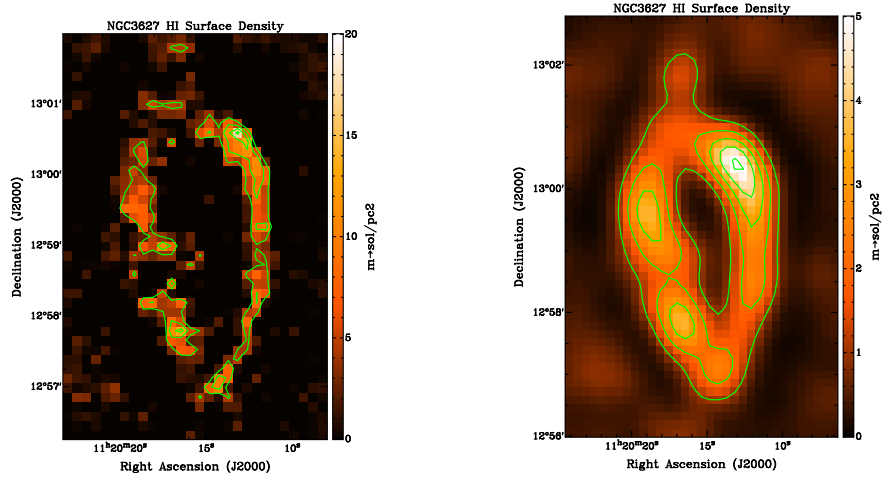 NGC3627 HI Surface Density
20
15
10
5
0
m→sol/pc2
13°01′
13°00′
12°59′
12°58′
12°57′
Declination (J2000)
11ʰ20ᵐ20ˢ 15ˢ 10ˢ
Right Ascension (J2000)
NGC3627 HI Surface Density
5
4
3
2
1
0
m→sol/pc2
13°02′
13°00′
12°58′
12°56′
Declination (J2000)
11ʰ20ᵐ20ˢ 15ˢ 10ˢ
Right Ascension (J2000)